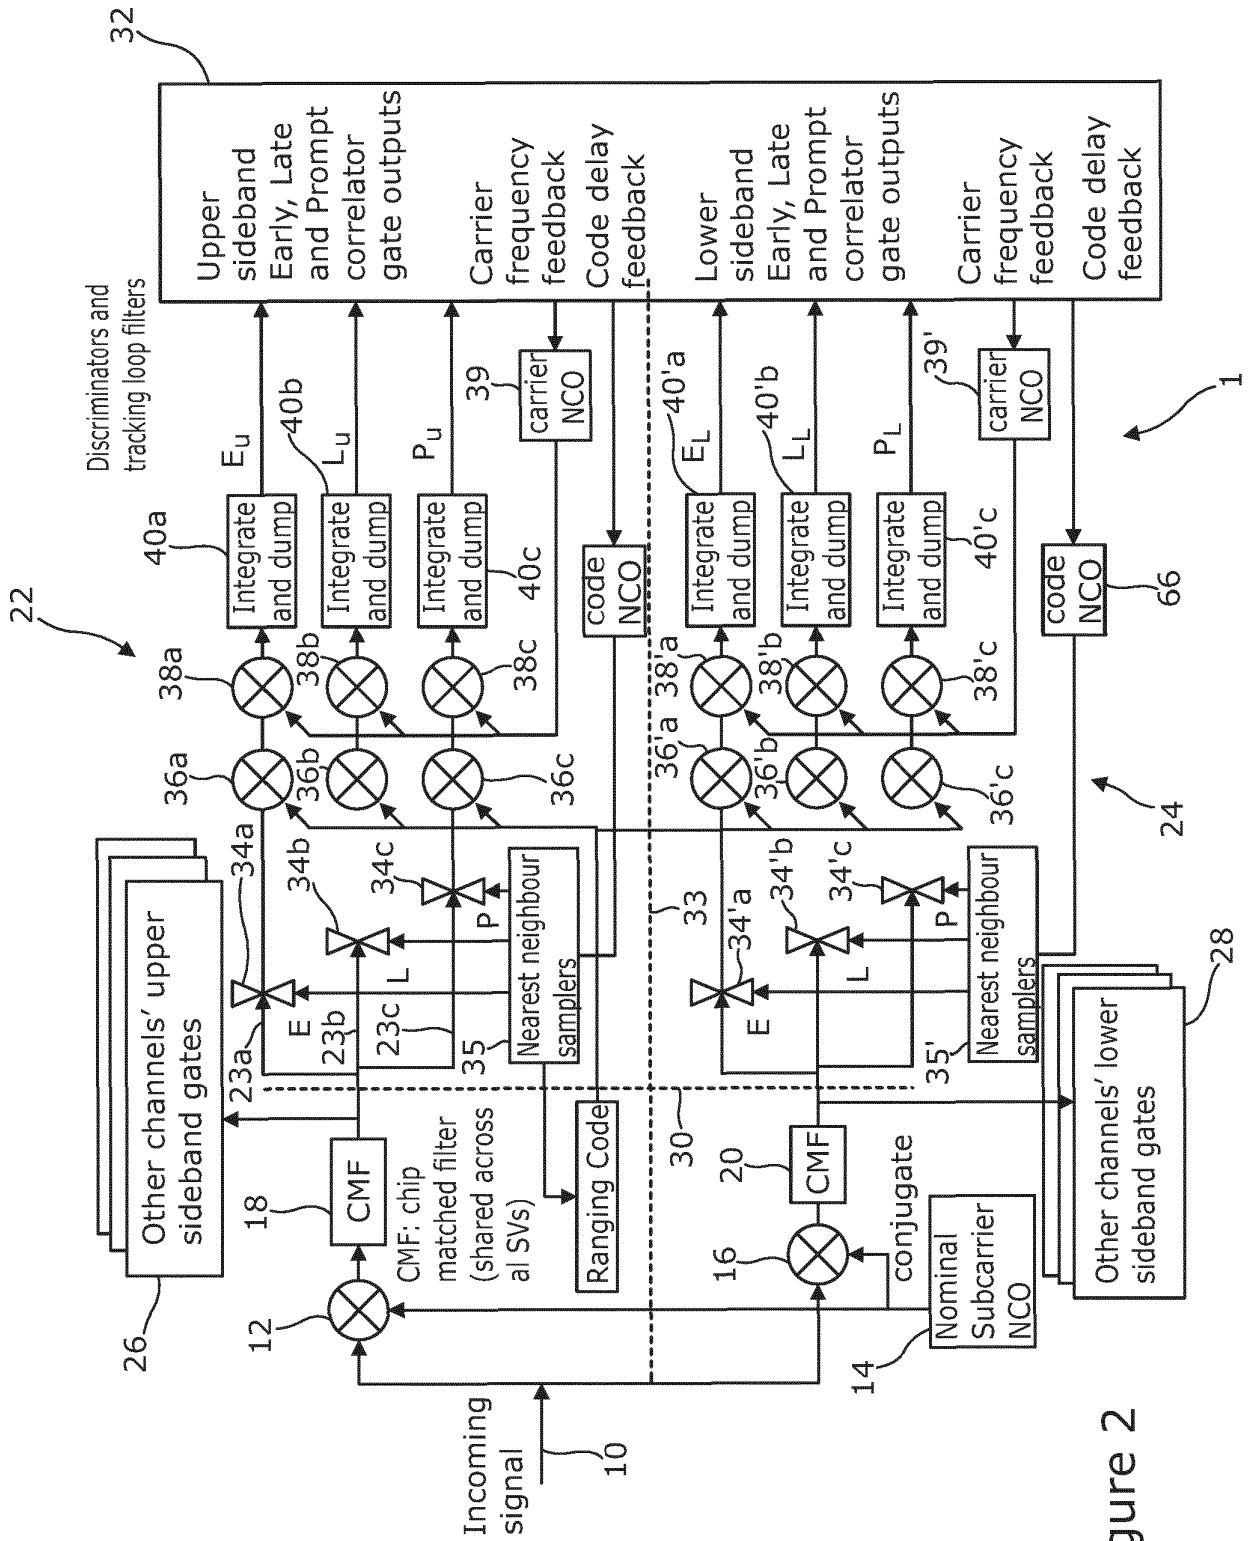 Figure 2
Incoming
signal
10
12
14
16
18
20
CMF
CMF: chip
matched filter
(shared across
al SVs)
Ranging Code
30
CMF
conjugate
Nominal
Subcarrier
NCO
26
Other channels' upper
sideband gates
28
Other channels' lower
sideband gates
22
24
1
23a
23b
23c
E
L
P
34a
34b
34c
35
Nearest neighbour
samplers
33
36a
36b
36c
38a
38b
38c
40a
40b
40c
Integrate
and dump
Integrate
and dump
Integrate
and dump
code
NCO
39
carrier
NCO
EU
LU
PU
Discriminators and
tracking loop filters
32
Upper
sideband
Early, Late
and Prompt
correlator
gate outputs
Carrier
frequency
feedback
Code delay
feedback
E
L
P
34'a
34'b
34'c
35'
Nearest neighbour
samplers
36'a
36'b
36'c
38'a
38'b
38'c
40'a
40'b
40'c
Integrate
and dump
Integrate
and dump
Integrate
and dump
code
NCO
66
39'
carrier
NCO
EL
LL
PL
Lower
sideband
Early, Late
and Prompt
correlator
gate outputs
Carrier
frequency
feedback
Code delay
feedback